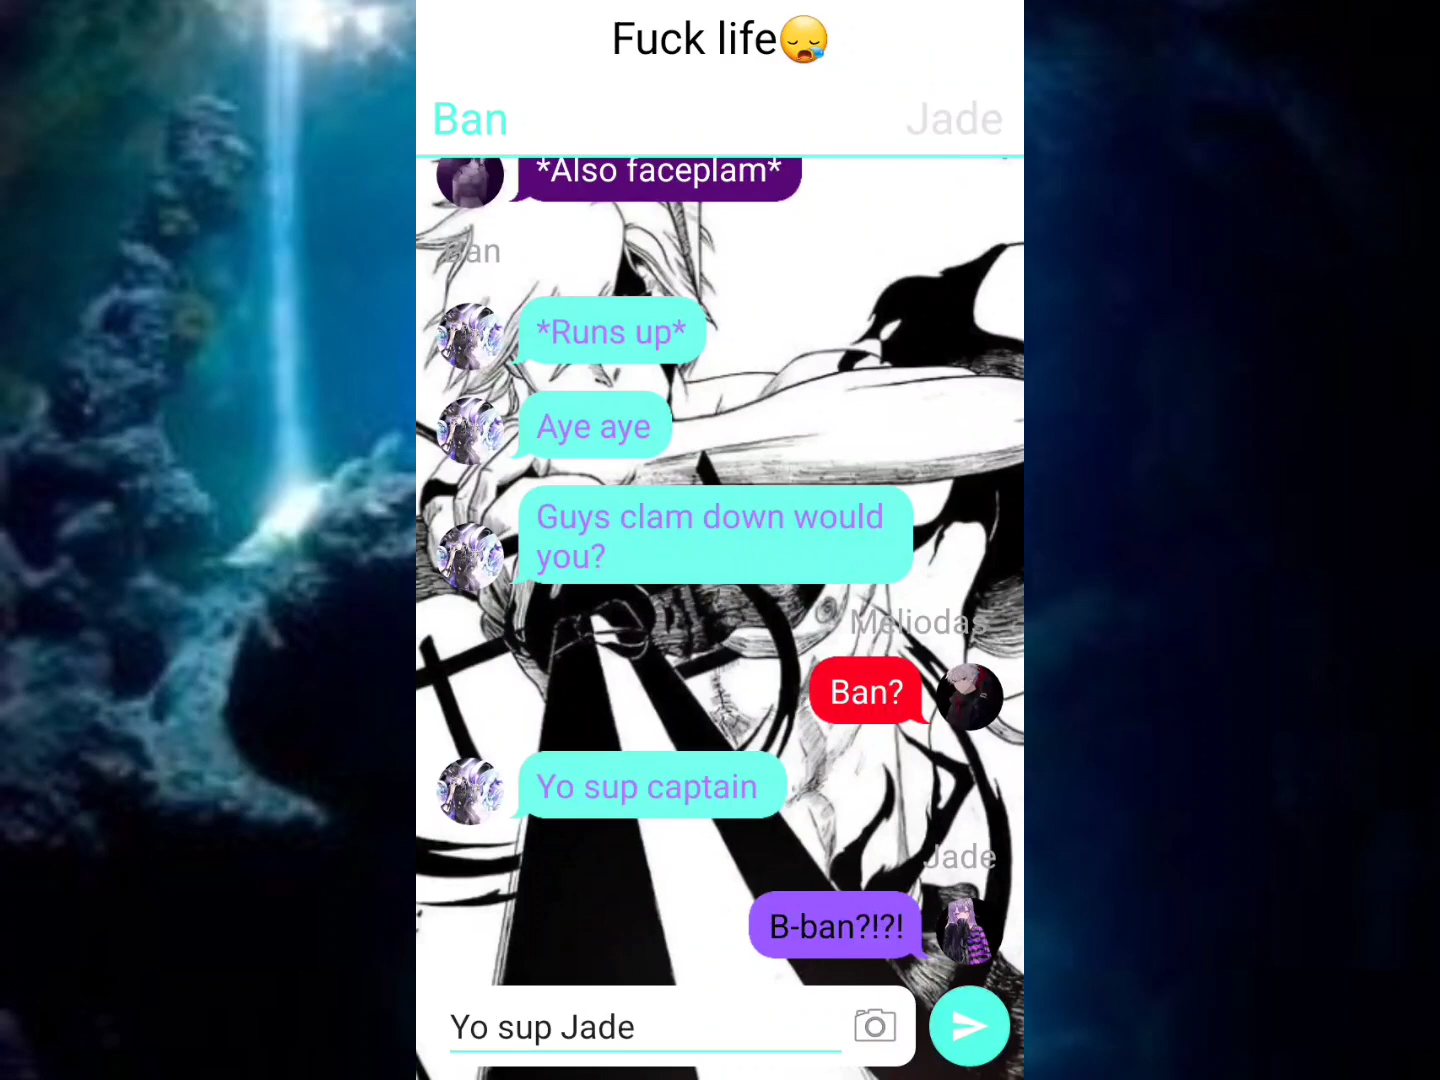 Fuck life😪
Ban
Jade
*Also faceplam*
Ban
*Runs up*
Aye aye
Guys clam down would
you?
Meliodas
Ban?
Yo sup captain
Jade
B-ban?!?!
Yo sup Jade